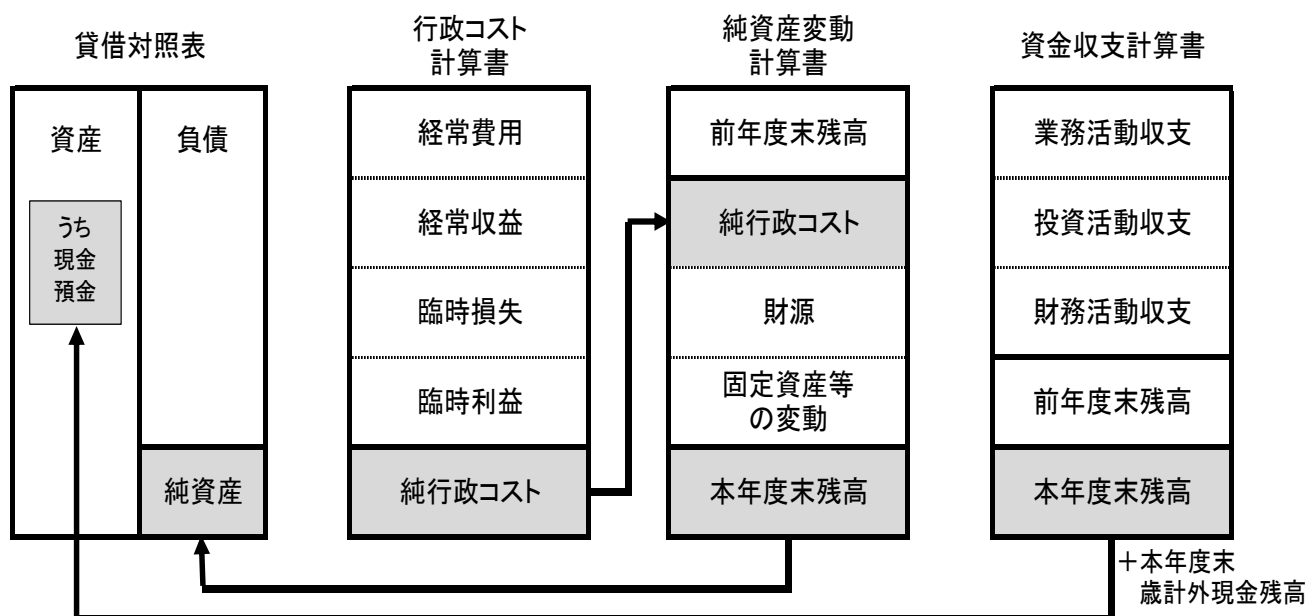 貸借対照表
資産
負債
うち
現金
預金
純資産
行政コスト
計算書
経常費用
経常収益
臨時損失
臨時利益
純行政コスト
純資産変動
計算書
前年度末残高
純行政コスト
財源
固定資産等
の変動
本年度末残高
資金収支計算書
業務活動収支
投資活動収支
財務活動収支
前年度末残高
本年度末残高
＋本年度末
歳計外現金残高